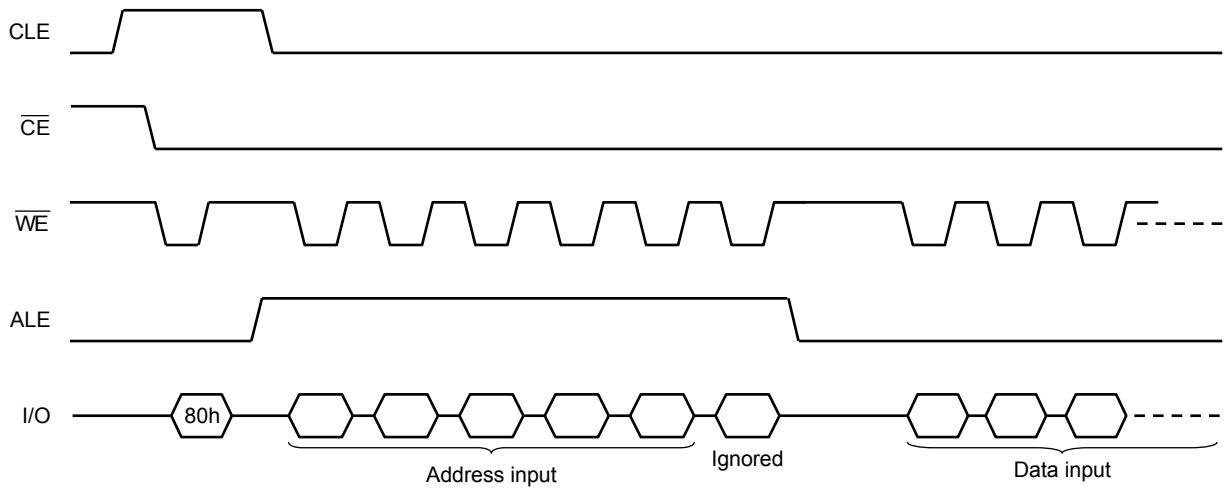 CLE
CE
WE
ALE
I/O
80h
Address input
Ignored
Data input